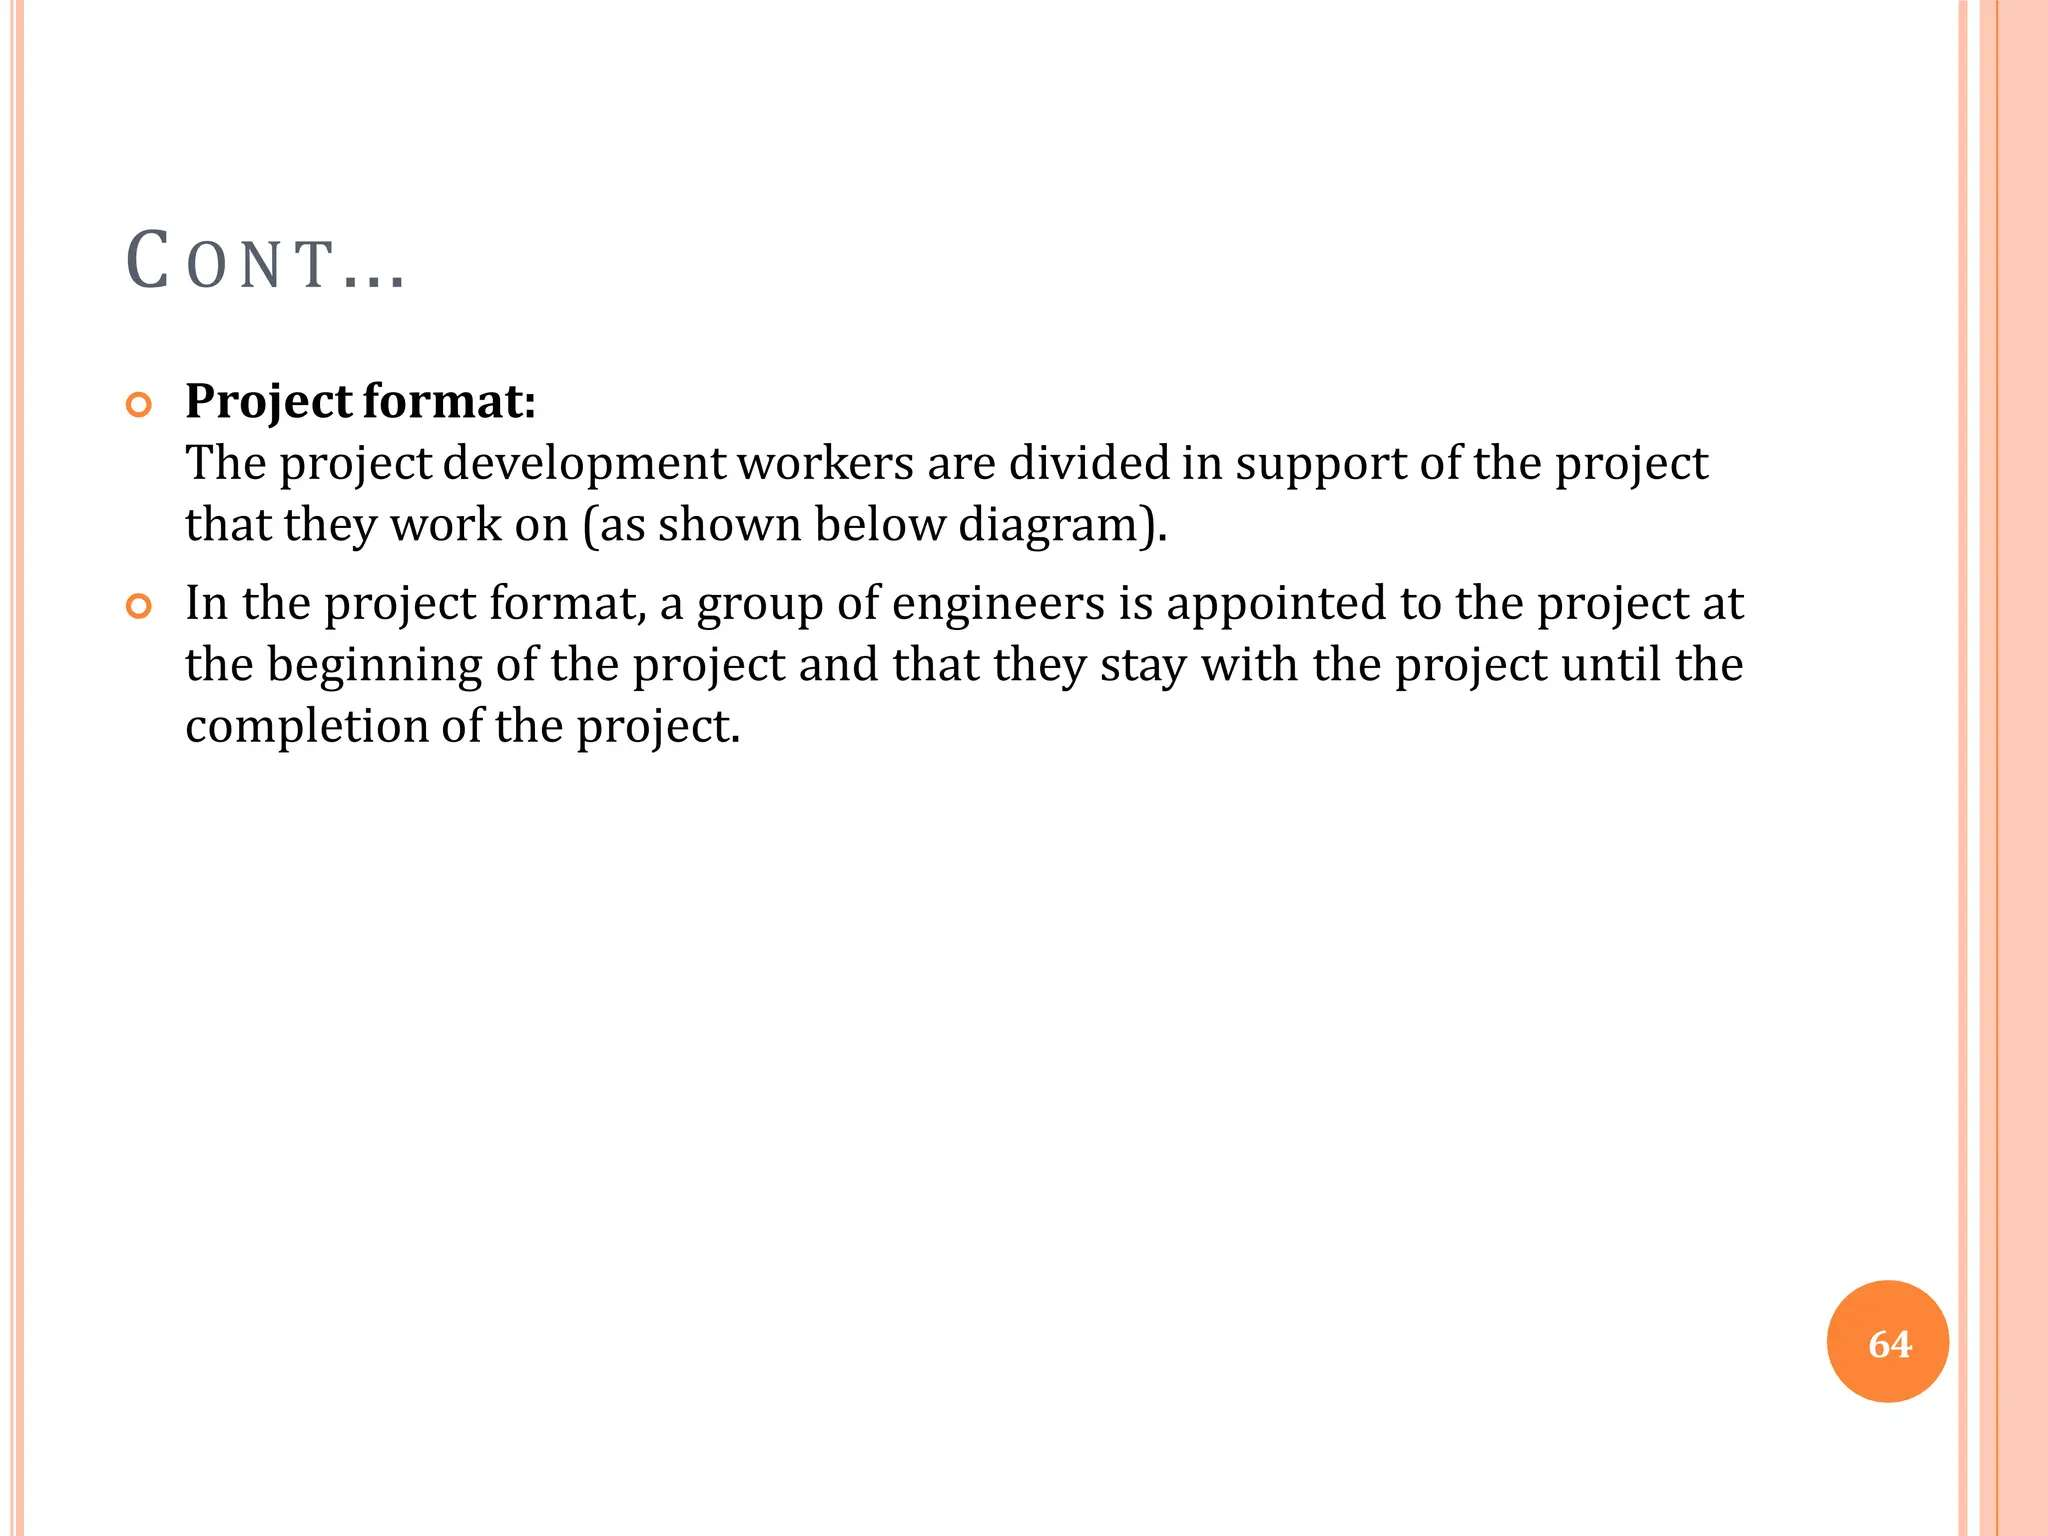 CONT…
Project format:
The project development workers are divided in support of the project
that they work on (as shown below diagram).
In the project format, a group of engineers is appointed to the project at
the beginning of the project and that they stay with the project until the
completion of the project.
64